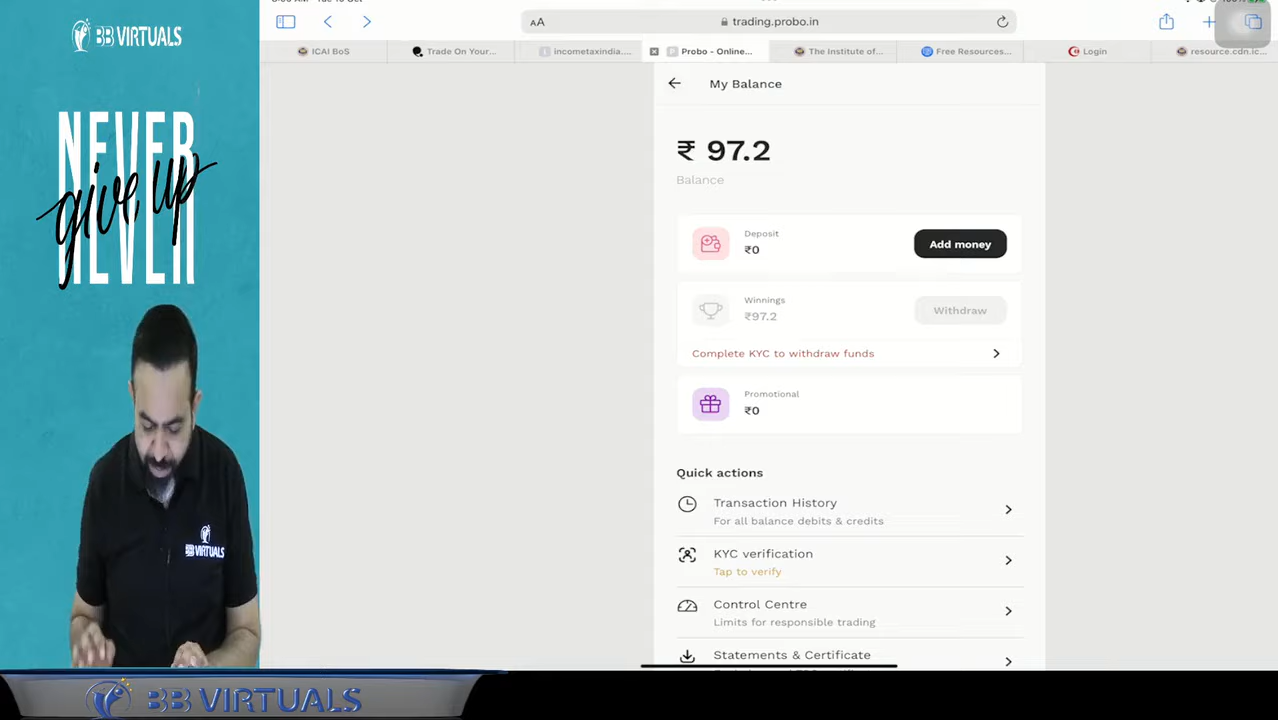 BB VIRTUALS
NEVER
give up
NEVER
AA
trading.probo.in
ICAI BoS
Trade On Your...
incometaxindia....
Probo - Online...
The Institute of...
Free Resources...
Login
resource.cdn.ic...
My Balance
₹ 97.2
Balance
Deposit
₹0
Add money
Winnings
₹97.2
Withdraw
Complete KYC to withdraw funds
Promotional
₹0
Quick actions
Transaction History
For all balance debits & credits
KYC verification
Tap to verify
Control Centre
Limits for responsible trading
Statements & Certificate
BB VIRTUALS
BB VIRTUALS